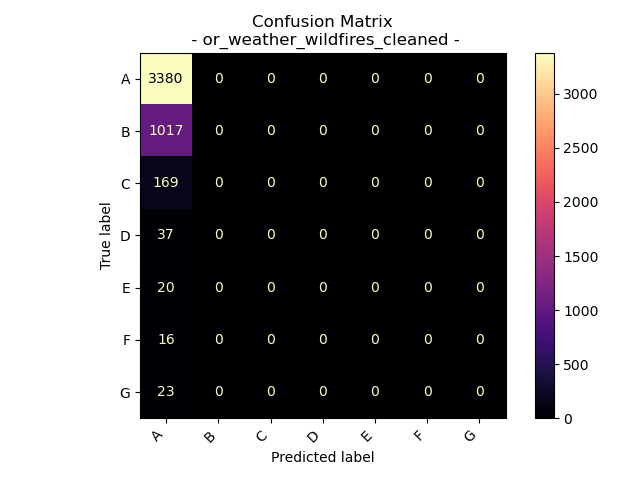 Confusion Matrix
- or_weather_wildfires_cleaned -
True label
A 3380 0 0 0 0 0 0
B 1017 0 0 0 0 0 0
C 169 0 0 0 0 0 0
D 37 0 0 0 0 0 0
E 20 0 0 0 0 0 0
F 16 0 0 0 0 0 0
G 23 0 0 0 0 0 0
A B C D E F G
Predicted label
3000
2500
2000
1500
1000
500
0